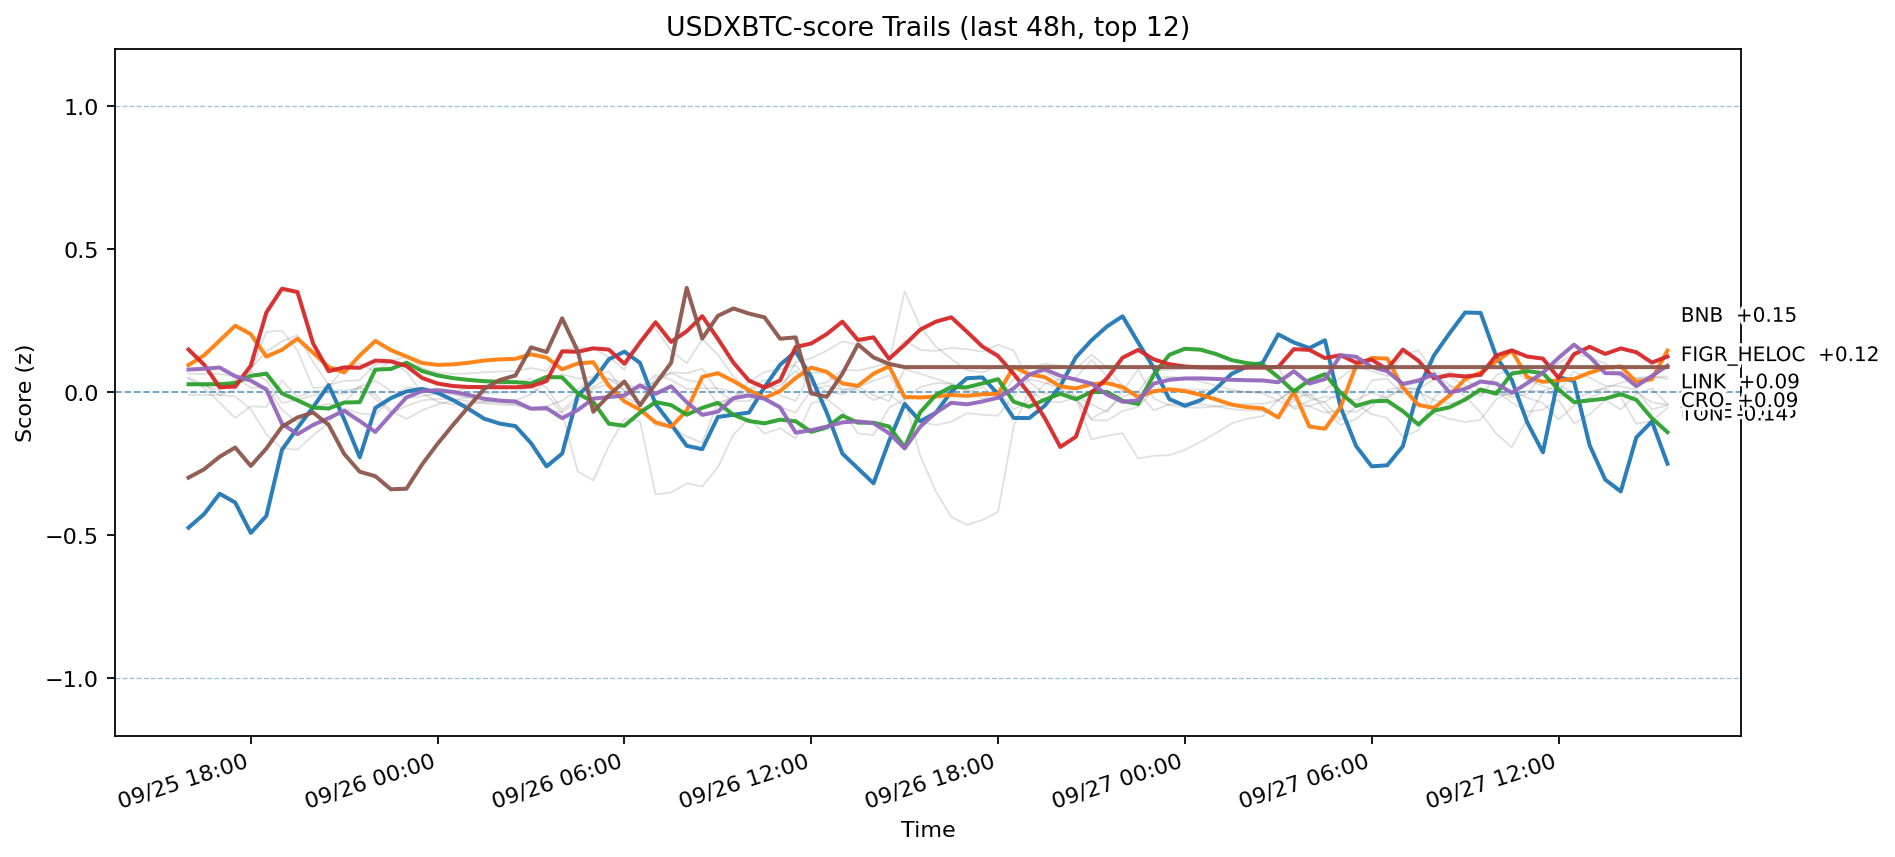 USDXBTC-score Trails (last 48h, top 12)
Score (z)
1.0
0.5
0.0
−0.5
−1.0
BNB +0.15
FIGR_HELOC +0.12
LINK +0.09
CRO +0.09
TON -0.14
09/25 18:00
09/26 00:00
09/26 06:00
09/26 12:00
09/26 18:00
09/27 00:00
09/27 06:00
09/27 12:00
Time